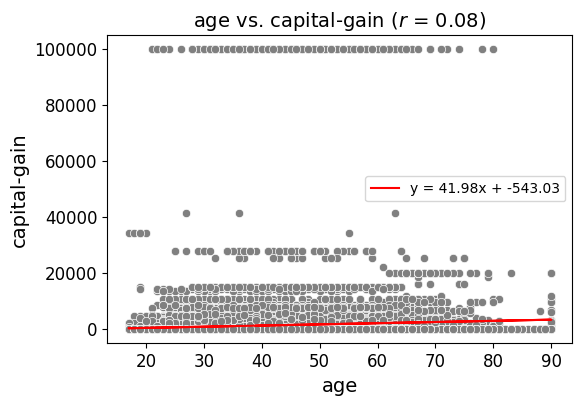 age vs. capital-gain (r = 0.08)
100000
80000
60000
40000
20000
0
capital-gain
y = 41.98x + -543.03
20 30 40 50 60 70 80 90
age